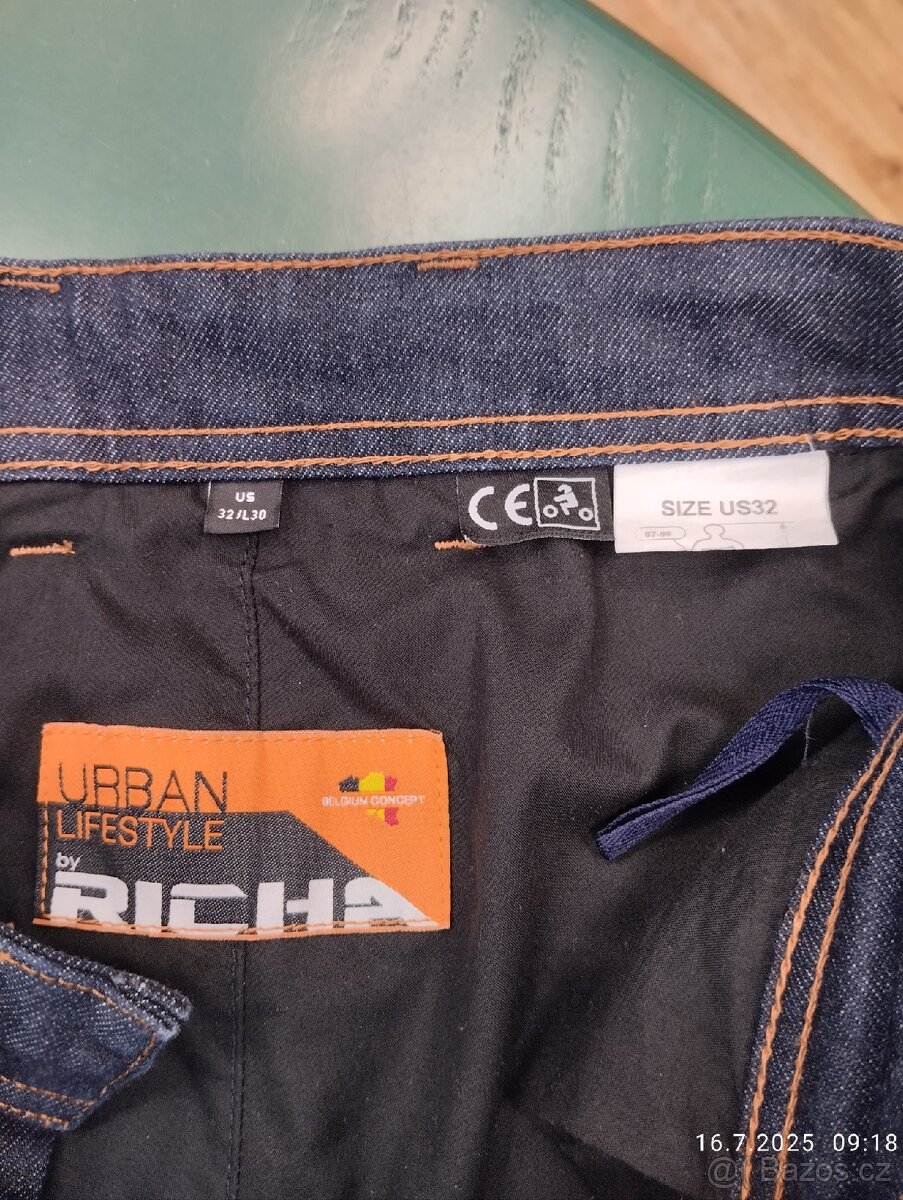 US
32/L30
CE
SIZE US32
URBAN
LIFESTYLE
by
RICHA
BELGIUM CONCEPT
16.7.2025 09:18
@ Bazos.cz